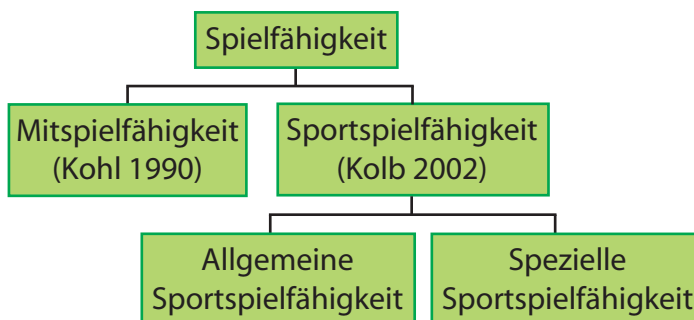 Spielfähigkeit
Mitspielfähigkeit
(Kohl 1990)
Sportspielfähigkeit
(Kolb 2002)
Allgemeine
Sportspielfähigkeit
Spezielle
Sportspielfähigkeit